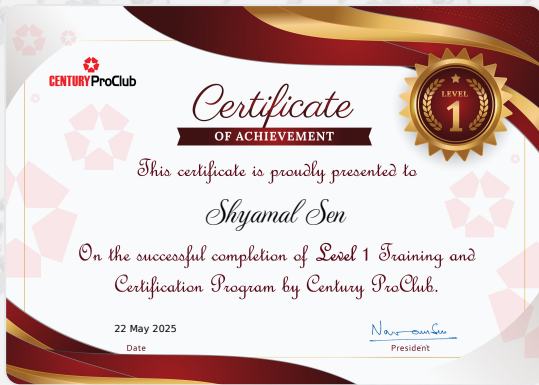 CENTURY ProClub
LEVEL
1
Certificate
OF ACHIEVEMENT
This certificate is proudly presented to
Shyamal Sen
On the successful completion of Level 1 Training and
Certification Program by Century ProClub.
22 May 2025
Date
President